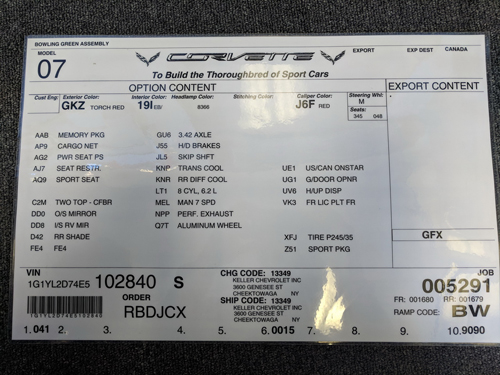 BOWLING GREEN ASSEMBLY
MODEL
07
CORVETTE
EXPORT EXP DEST CANADA
To Build the Thoroughbred of Sport Cars
OPTION CONTENT
EXPORT CONTENT
Cust Eng: Exterior Color: Interior Color: Headlamp Color: Stitching Color: Caliper Color: Steering Whl:
GKZ TORCH RED 19I EB/ 8366 J6F RED M
Seats:
345 048
AAB MEMORY PKG GU6 3.42 AXLE
AP9 CARGO NET J55 H/D BRAKES
AG2 PWR SEAT PS JL5 SKIP SHFT
AJ7 SEAT RESTR. KNP TRANS COOL UE1 US/CAN ONSTAR
AQ9 SPORT SEAT KNR RR DIFF COOL UG1 G/DOOR OPNR
LT1 8 CYL, 6.2 L UV6 H/UP DISP
C2M TWO TOP - CFBR MEL MAN 7 SPD VK3 FR LIC PLT FR
DD0 O/S MIRROR NPP PERF. EXHAUST
DD8 I/S RV MIR Q7T ALUMINUM WHEEL
D42 RR SHADE XFJ TIRE P245/35 GFX
FE4 FE4 Z51 SPORT PKG
VIN
1G1YL2D74E5 102840 S
CHG CODE: 13349
KELLER CHEVROLET INC
3600 GENESEE ST
CHEEKTOWAGA NY
JOB
005291
1G1YL2D74E5102840
ORDER
RBDJCX
SHIP CODE: 13349
KELLER CHEVROLET INC
3600 GENESEE ST
CHEEKTOWAGA NY
FR: 001680 RR: 001679
RAMP CODE: BW
1. 041 2. 3. 4. 5. 6. 0015 7. 8. 9. 10. 9090